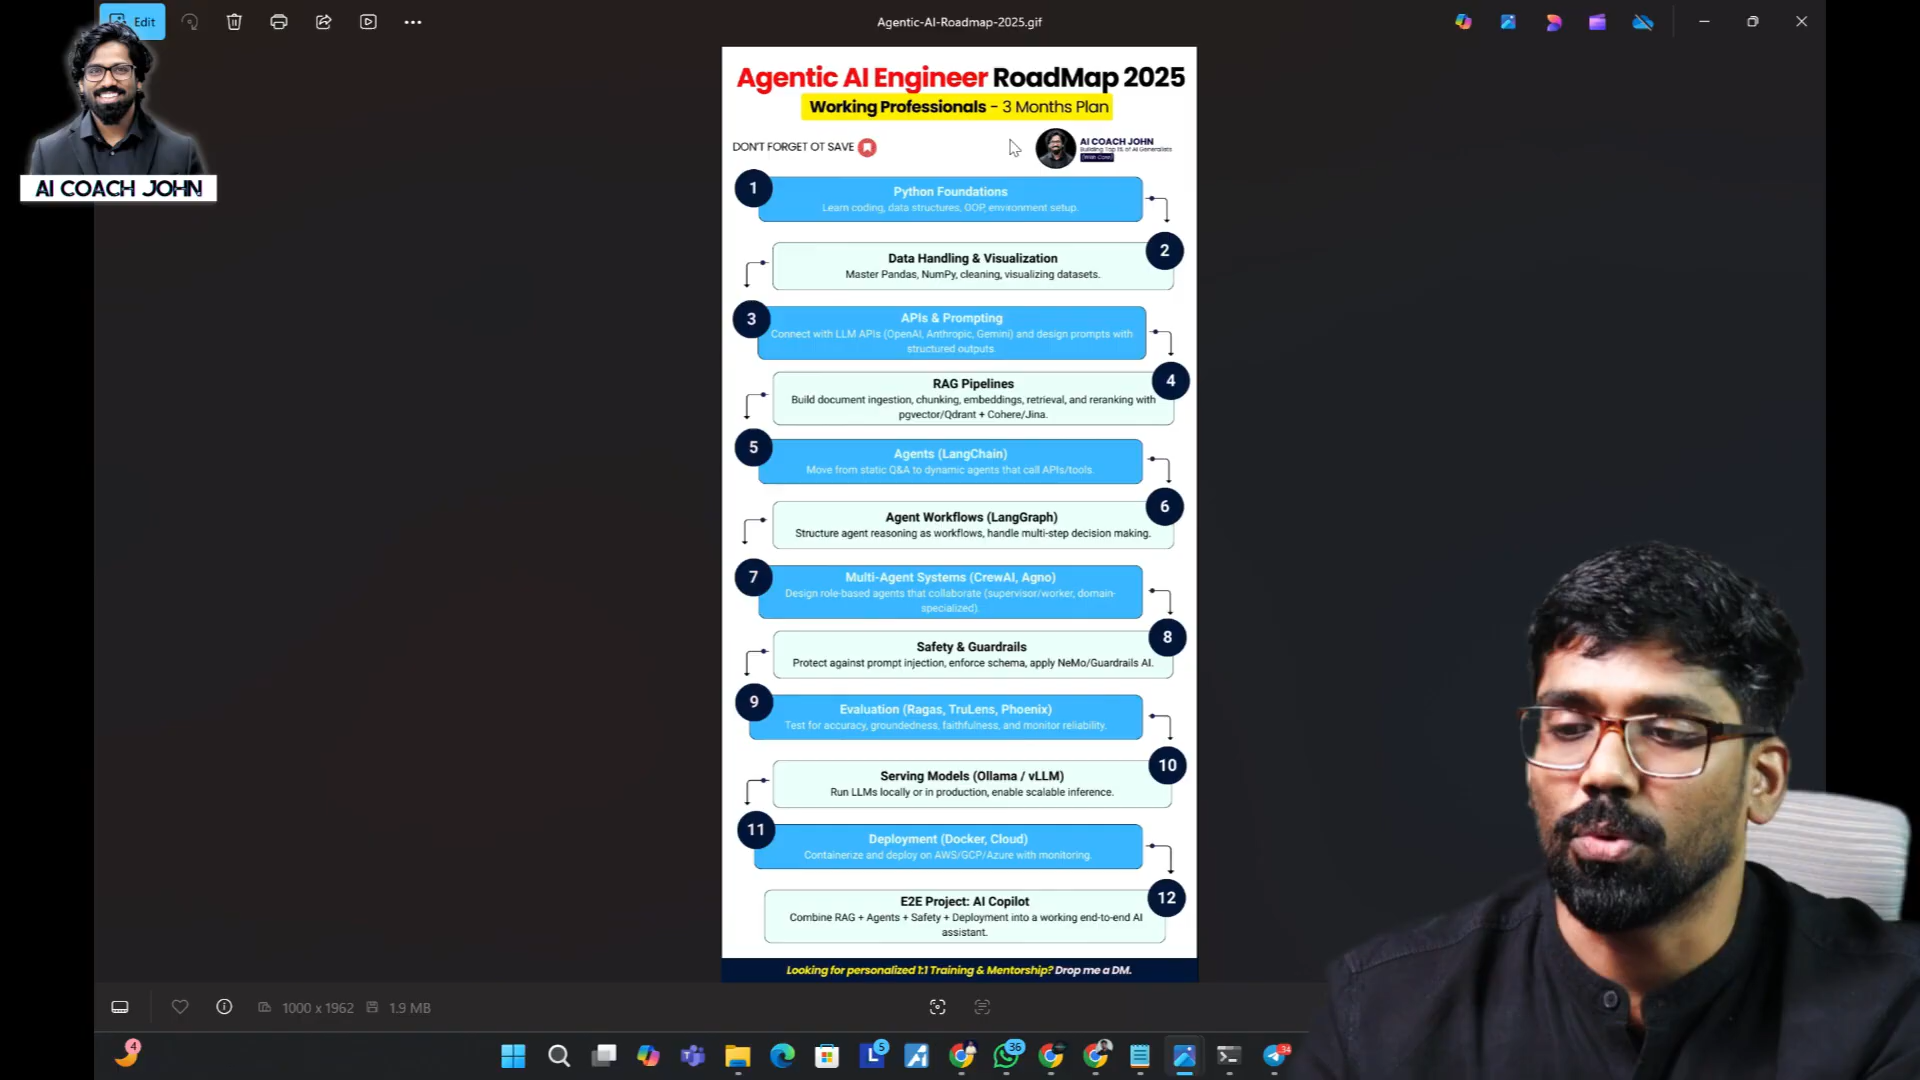 Edit
Agentic-AI-Roadmap-2025.gif
AI COACH JOHN
Agentic AI Engineer RoadMap 2025
Working Professionals - 3 Months Plan
DON'T FORGET OT SAVE
AI COACH JOHN
Building Top 1% of AI Generalists
1
Python Foundations
Learn coding, data structures, OOP, environment setup.
2
Data Handling & Visualization
Master Pandas, NumPy, cleaning, visualizing datasets.
3
APIs & Prompting
Connect with LLM APIs (OpenAI, Anthropic, Gemini) and design prompts with
structured outputs.
4
RAG Pipelines
Build document ingestion, chunking, embeddings, retrieval, and reranking with
pgvector/Qdrant + Cohere/Jina.
5
Agents (LangChain)
Move from static Q&A to dynamic agents that call APIs/tools.
6
Agent Workflows (LangGraph)
Structure agent reasoning as workflows, handle multi-step decision making.
7
Multi-Agent Systems (CrewAI, Agno)
Design role-based agents that collaborate (supervisor/worker, domain-
specialized).
8
Safety & Guardrails
Protect against prompt injection, enforce schema, apply NeMo/Guardrails AI.
9
Evaluation (Ragas, TruLens, Phoenix)
Test for accuracy, groundedness, faithfulness, and monitor reliability.
10
Serving Models (Ollama / vLLM)
Run LLMs locally or in production, enable scalable inference.
11
Deployment (Docker, Cloud)
Containerize and deploy on AWS/GCP/Azure with monitoring.
12
E2E Project: AI Copilot
Combine RAG + Agents + Safety + Deployment into a working end-to-end AI
assistant.
Looking for personalized 1:1 Training & Mentorship? Drop me a DM.
1000 x 1962
1.9 MB
4
5
36
34